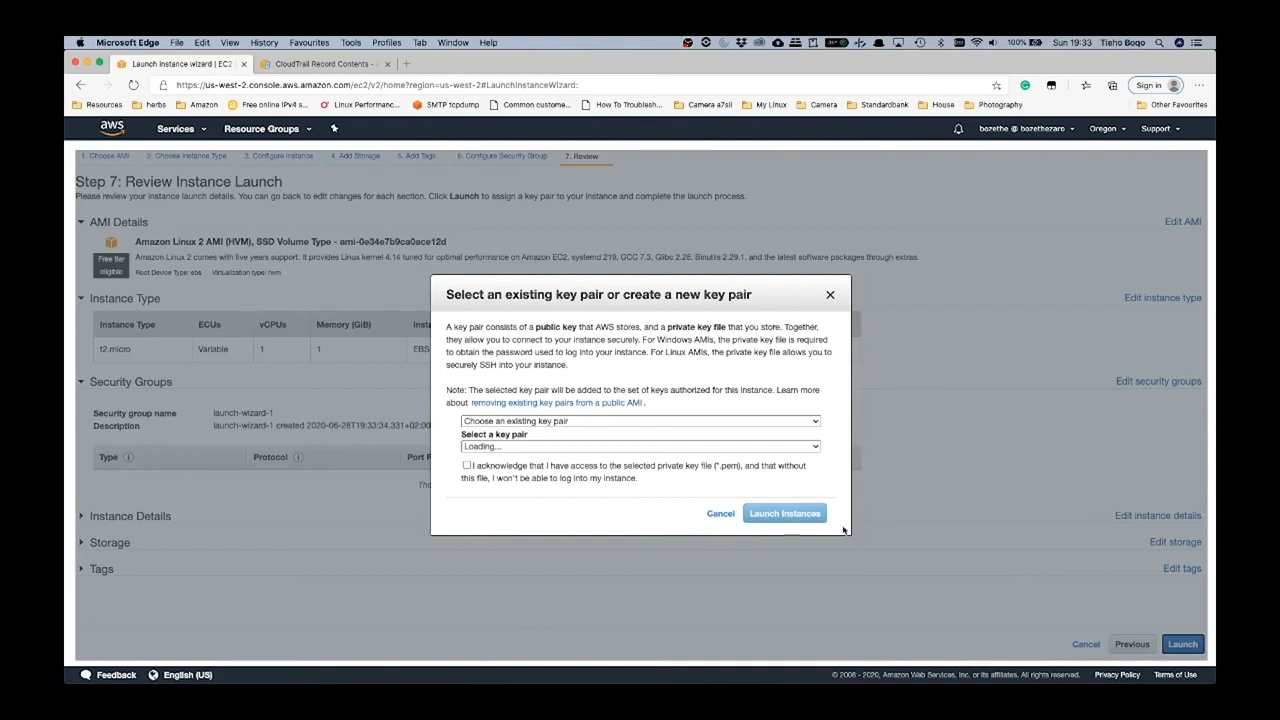 Microsoft Edge File Edit View History Favourites Tools Profiles Tab Window Help 100% Sun 19:33 Tieho Boqo
Launch instance wizard | EC2 CloudTrail Record Contents -
https://us-west-2.console.aws.amazon.com/ec2/v2/home?region=us-west-2#LaunchInstanceWizard: Sign in
Resources herbs Amazon Free online IPv4 s... Linux Performanc... SMTP tcpdump Common custome... How To Troublesh... Camera a7sii My Linux Camera Standardbank House Photography Other Favourites
aws Services Resource Groups bozethe @ bozethezaro Oregon Support
1. Choose AMI 2. Choose Instance Type 3. Configure Instance 4. Add Storage 5. Add Tags 6. Configure Security Group 7. Review
Step 7: Review Instance Launch
Please review your instance launch details. You can go back to edit changes for each section. Click Launch to assign a key pair to your instance and complete the launch process.
AMI Details Edit AMI
Amazon Linux 2 AMI (HVM), SSD Volume Type - ami-0e34e7b9ca0ace12d
Free tier eligible
Amazon Linux 2 comes with five years support. It provides Linux kernel 4.14 tuned for optimal performance on Amazon EC2, systemd 219, GCC 7.3, Glibc 2.26, Binutils 2.29.1, and the latest software packages through extras.
Root Device Type: ebs Virtualization type: hvm
Instance Type Edit instance type
Instance Type ECUs vCPUs Memory (GiB) Insta
t2.micro Variable 1 1 EBS
Security Groups Edit security groups
Security group name launch-wizard-1
Description launch-wizard-1 created 2020-06-28T19:33:34.331+02:00
Type Protocol Port R
This
Instance Details Edit instance details
Storage Edit storage
Tags Edit tags
Select an existing key pair or create a new key pair
A key pair consists of a public key that AWS stores, and a private key file that you store. Together,
they allow you to connect to your instance securely. For Windows AMIs, the private key file is required
to obtain the password used to log into your instance. For Linux AMIs, the private key file allows you to
securely SSH into your instance.
Note: The selected key pair will be added to the set of keys authorized for this instance. Learn more
about removing existing key pairs from a public AMI .
Choose an existing key pair
Select a key pair
Loading...
I acknowledge that I have access to the selected private key file (*.pem), and that without
this file, I won't be able to log into my instance.
Cancel Launch Instances
Cancel Previous Launch
Feedback English (US) © 2008 - 2020, Amazon Web Services, Inc. or its affiliates. All rights reserved. Privacy Policy Terms of Use